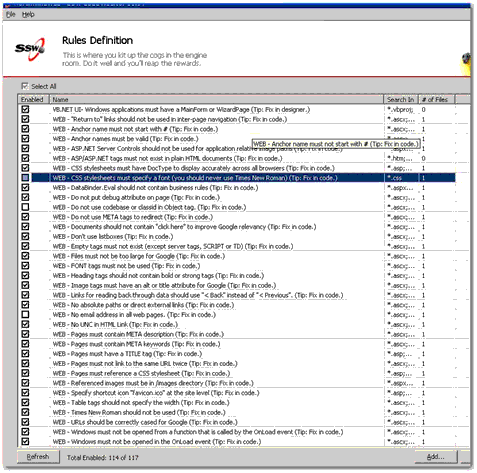 File Help
SSW
Rules Definition
This is where you kit up the cogs in the engine
room. Do it well and you'll reap the rewards.
Select All
Enabled Name Search In # of Files
VB.NET UI- Windows applications must have a MainForm or WizardPage (Tip: Fix in designer.) *.vbproj; 0
WEB - "Return to" links should not be used in inter-page navigation (Tip: Fix in code.) *.ascx;... 1
WEB - Anchor name must not start with # (Tip: Fix in code.) *.ascx;... 1
WEB - Anchor names must be valid (Tip: Fix in code.) *.ascx;... 1
WEB - Anchor name must not start with # (Tip: Fix in code.)
WEB - ASP.NET Server Controls should not be used for application relative image paths (Tip: Fix in code.) *.ascx;... 1
WEB - ASP/ASP.NET tags must not exist in plain HTML documents (Tip: Fix in code.) *.htm;... 0
WEB - CSS stylesheets must have DocType to display accurately across all browsers (Tip: Fix in code.) *.asp;... 1
WEB - CSS stylesheets must specify a font (you should never use Times New Roman) (Tip: Fix in code.) *.css 1
WEB - DataBinder.Eval should not contain business rules (Tip: Fix in code.) *.aspx... 1
WEB - Do not put debug attribute on page (Tip: Fix in code.) *.ascx;... 1
WEB - Do not use codebase or classid in Object tag. (Tip: Fix in code.) *.ascx;... 1
WEB - Do not use META tags to redirect (Tip: Fix in code.) *.ascx;... 1
WEB - Documents should not contain "click here" to improve Google relevancy (Tip: Fix in code.) *.ascx;... 1
WEB - Don't use listboxes (Tip: Fix in code.) *.ascx;... 1
WEB - Empty tags must not exist (except server tags, SCRIPT or TD) (Tip: Fix in code.) *.ascx;... 1
WEB - Files must not be too large for Google (Tip: Fix in code.) *.ascx;... 1
WEB - FONT tags must not be used (Tip: Fix in code.) *.ascx;... 1
WEB - Heading tags should not contain bold or strong tags (Tip: Fix in code.) *.ascx;... 1
WEB - Image tags must have an alt or title attribute for Google (Tip: Fix in code.) *.ascx;... 1
WEB - Links for reading back through data should use "< Back" instead of "< Previous". (Tip: Fix in code.) *.ascx;... 1
WEB - No absolute paths or direct external links (Tip: Fix in code.) *.ascx;... 1
WEB - No email address in all web pages. (Tip: Fix in code.) *.ascx;... 1
WEB - No UNC in HTML Link (Tip: Fix in code.) *.ascx;... 1
WEB - Pages must contain META description (Tip: Fix in code.) *.ascx;... 1
WEB - Pages must contain META keywords (Tip: Fix in code.) *.ascx;... 1
WEB - Pages must have a TITLE tag (Tip: Fix in code.) *.asp;... 1
WEB - Pages must not link to the same URL twice (Tip: Fix in code.) *.ascx;... 1
WEB - Pages must reference a CSS stylesheet (Tip: Fix in code.) *.ascx;... 1
WEB - Referenced images must be in /images directory (Tip: Fix in code.) *.aspx... 1
WEB - Specify shortcut icon "favicon.ico" at the site level (Tip: Fix in code.) *.asp;... 1
WEB - Table tags should not specify the width (Tip: Fix in code.) *.ascx;... 1
WEB - Times New Roman should not be used (Tip: Fix in code.) *.ascx;... 1
WEB - URLs should be correctly cased for Google (Tip: Fix in code.) *.ascx;... 1
WEB - Windows must not be opened from a function that is called by the OnLoad event (Tip: Fix in code.) *.ascx;... 1
WEB - Windows must not be opened in the OnLoad event (Tip: Fix in code.) *.ascx;... 1
Refresh Total Enabled: 114 of 117 Add...